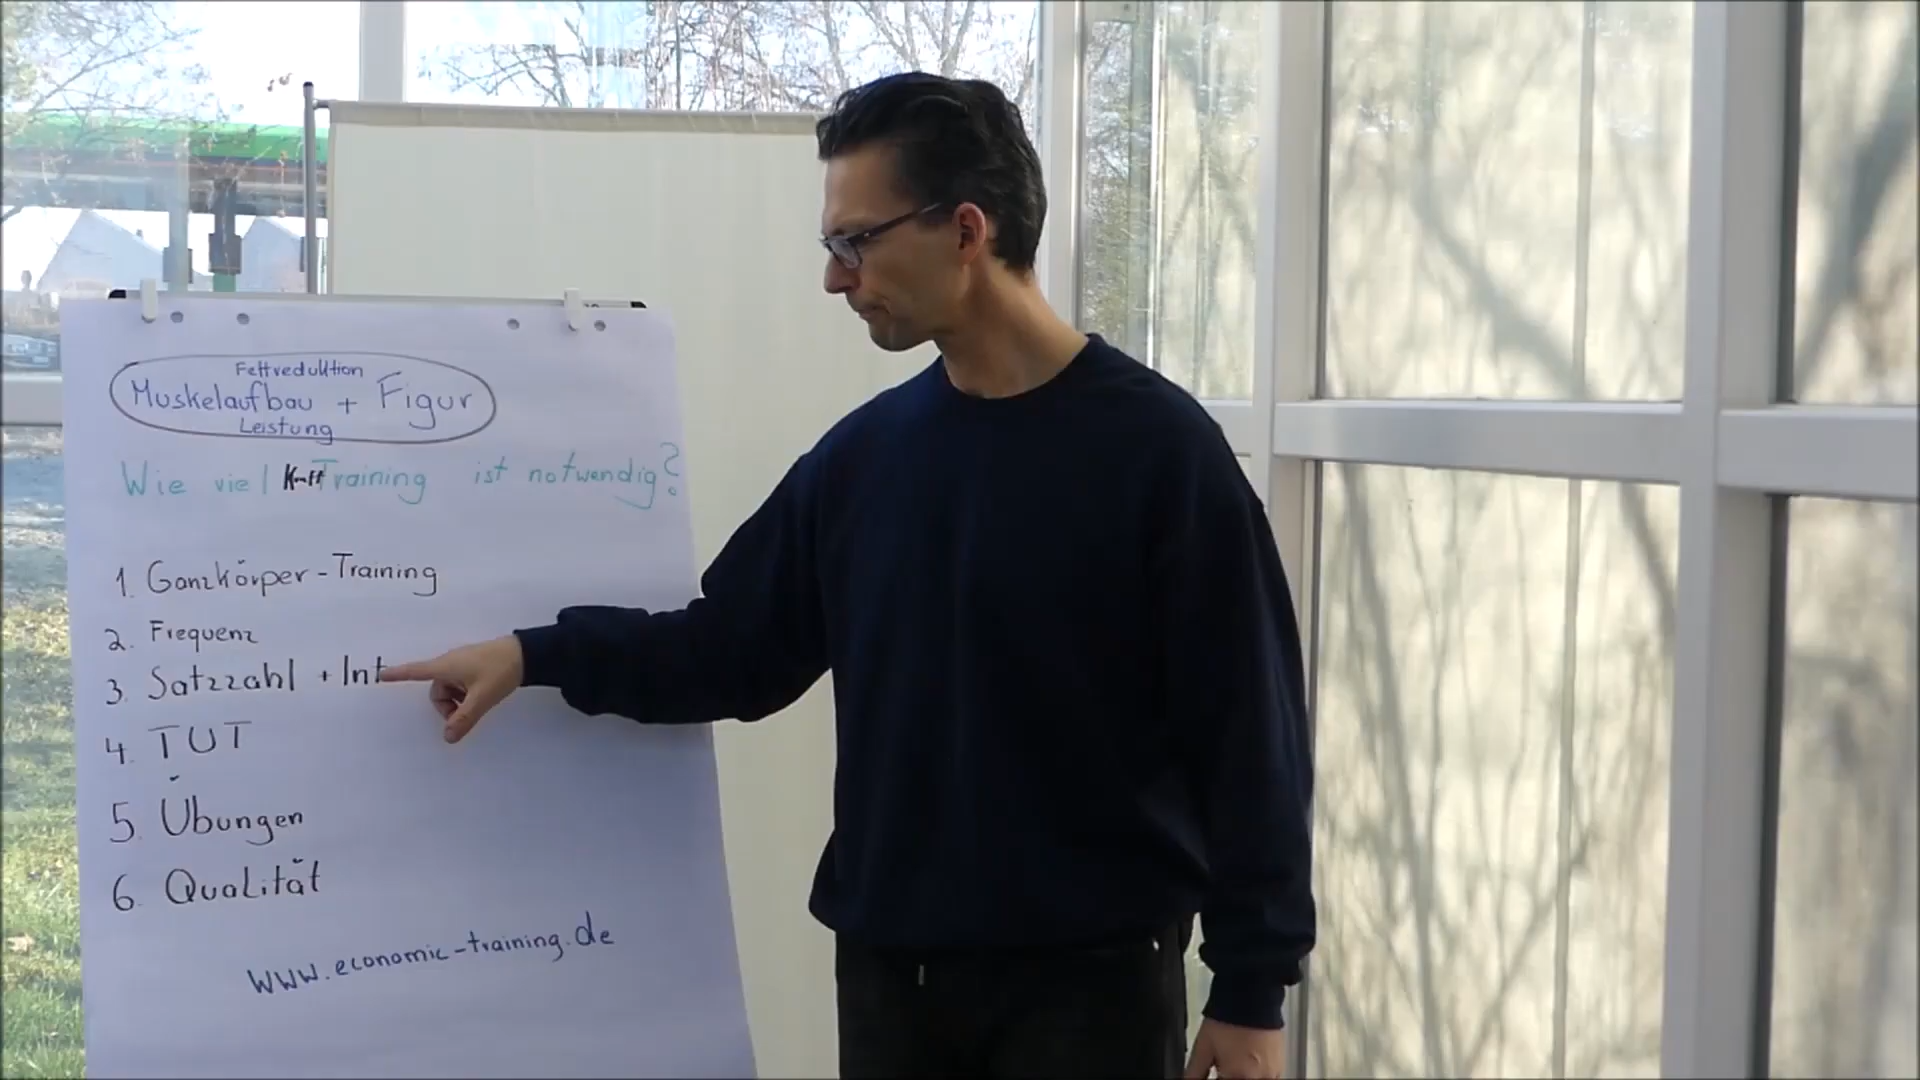 Fettreduktion
Muskelaufbau + Figur
Leistung
Wie viel Kraft Training ist notwendig?
1. Ganzkörper-Training
2. Frequenz
3. Satzzahl + Int
4. TUT
5. Übungen
6. Qualität
www.economic-training.de